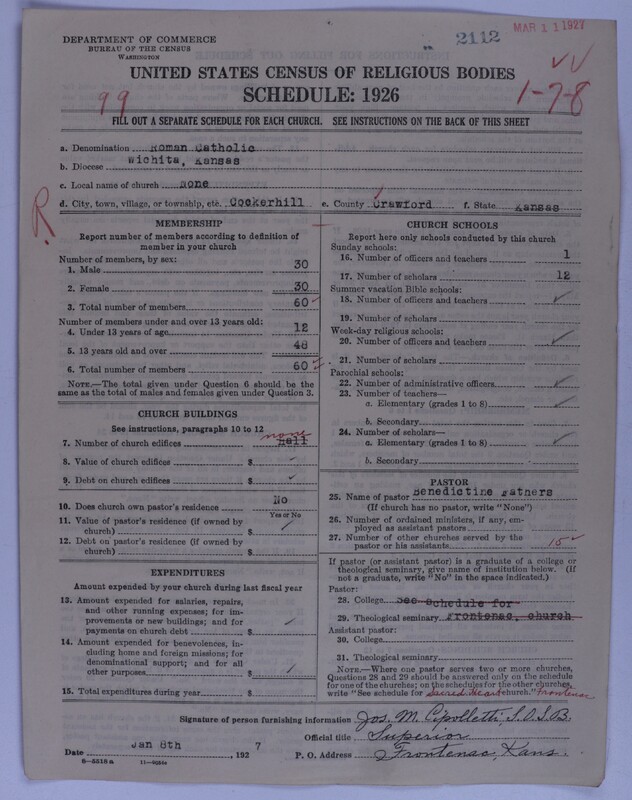 DEPARTMENT OF COMMERCE
BUREAU OF THE CENSUS
WASHINGTON
2112
MAR 11 1927
UNITED STATES CENSUS OF RELIGIOUS BODIES
SCHEDULE: 1926
99
1-7-8
FILL OUT A SEPARATE SCHEDULE FOR EACH CHURCH. SEE INSTRUCTIONS ON THE BACK OF THIS SHEET
a. Denomination Roman Catholic
b. Diocese Wichita, Kansas
c. Local name of church None
d. City, town, village, or township, etc. Cockerhill e. County Crawford f. State Kansas
R
MEMBERSHIP
Report number of members according to definition of member in your church
Number of members, by sex:
1. Male 30
2. Female 30
3. Total number of members 60
Number of members under and over 13 years old:
4. Under 13 years of age 12
5. 13 years old and over 48
6. Total number of members 60
NOTE.—The total given under Question 6 should be
same as the total of males and females given under Question 3.
CHURCH BUILDINGS
See instructions, paragraphs 10 to 12
none
7. Number of church edifices Hall
8. Value of church edifices $
9. Debt on church edifices $
10. Does church own pastor's residence No
Yes or No
11. Value of pastor's residence (if owned by
church) $
12. Debt on pastor's residence (if owned by
church) $
EXPENDITURES
Amount expended by your church during last fiscal year
13. Amount expended for salaries, repairs,
and other running expenses; for im-
provements or new buildings; and for
payments on church debt $
14. Amount expended for benevolences, in-
cluding home and foreign missions; for
denominational support; and for all
other purposes $
15. Total expenditures during year $
CHURCH SCHOOLS
Report here only schools conducted by this church
Sunday schools:
16. Number of officers and teachers 1
17. Number of scholars 12
Summer vacation Bible schools:
18. Number of officers and teachers
19. Number of scholars
Week-day religious schools:
20. Number of officers and teachers
21. Number of scholars
Parochial schools:
22. Number of administrative officers
23. Number of teachers—
a. Elementary (grades 1 to 8)
b. Secondary
24. Number of scholars—
a. Elementary (grades 1 to 8)
b. Secondary
PASTOR
25. Name of pastor Benedictine Fathers
(If church has no pastor, write "None")
26. Number of ordained ministers, if any, em-
ployed as assistant pastors
27. Number of other churches served by the
pastor or his assistants 15
If pastor (or assistant pastor) is a graduate of a college or
theological seminary, give name of institution below. (If
not a graduate, write "No" in the space indicated.)
Pastor:
28. College See Schedule for
29. Theological seminary Frontenac, church
Assistant pastor:
30. College
31. Theological seminary
NOTE.—Where one pastor serves two or more churches,
Questions 28 and 29 should be answered only on the schedule
for one of the churches; on the schedules for the other churches,
write "See schedule for Sacred Heart church." Frontenac
Signature of person furnishing information Jos. M. Cipolletti, S.O.S.B.
Official title Superior
Date Jan 8th, 1927 P. O. Address Frontenac, Kans.